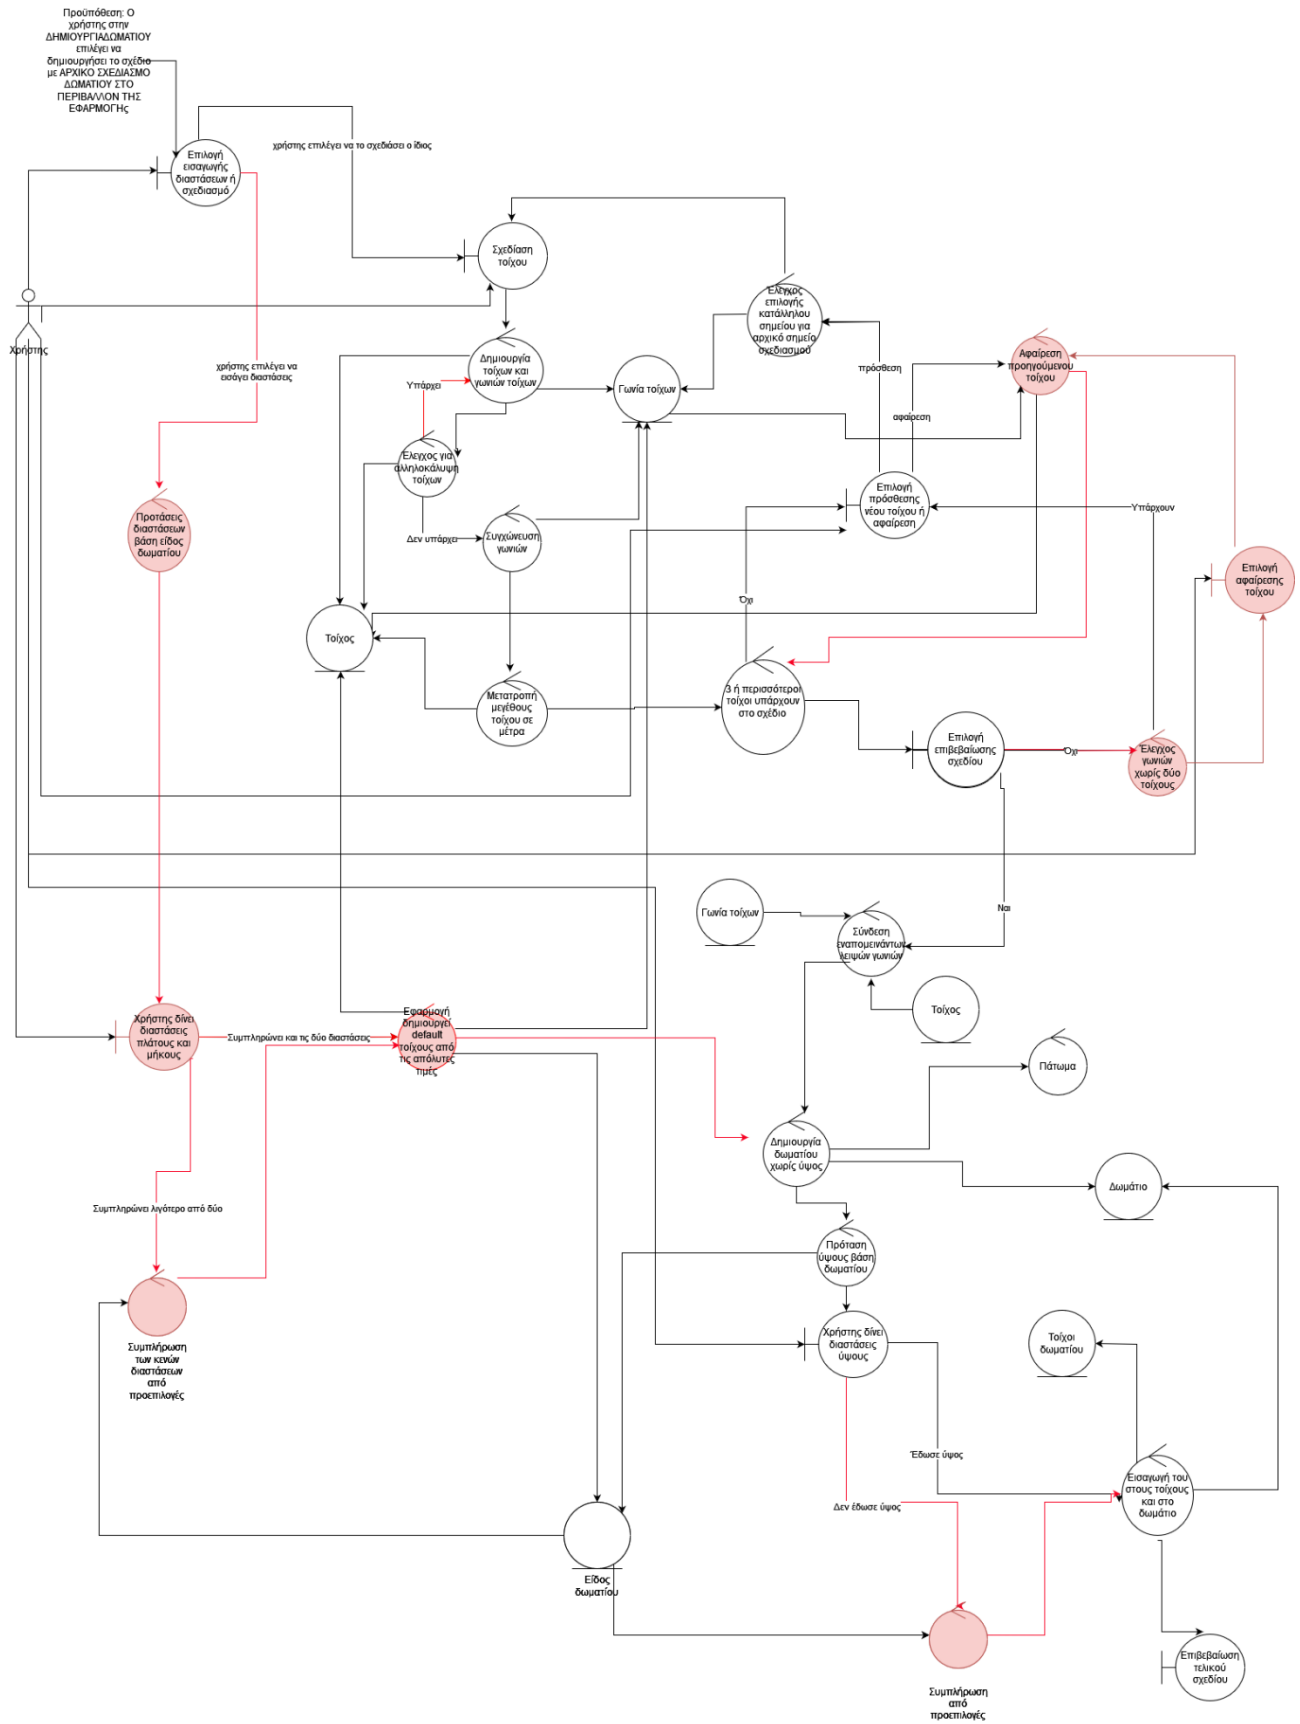 Προϋπόθεση: Ο
χρήστης στην
ΔΗΜΙΟΥΡΓΙΑΔΩΜΑΤΙΟΥ
επιλέγει να
δημιουργήσει το σχέδιο
με ΑΡΧΙΚΟ ΣΧΕΔΙΑΣΜΟ
ΔΩΜΑΤΙΟΥ ΣΤΟ
ΠΕΡΙΒΑΛΛΟΝ ΤΗΣ
ΕΦΑΡΜΟΓΗς
Επιλογή
εισαγωγής
διαστάσεων ή
σχεδιασμό
χρήστης επιλέγει να το σχεδιάσει ο ίδιος
Σχεδίαση
τοίχου
Έλεγχος
επιλογής
κατάλληλου
σημείου για
αρχικό σημείο
σχεδιασμού
Χρήστης
χρήστης επιλέγει να
εισάγει διαστάσεις
Δημιουργία
τοίχων και
γωνιών τοίχων
Υπάρχει
Γωνία τοίχων
πρόσθεση
Αφαίρεση
προηγούμενου
τοίχου
αφαίρεση
Έλεγχος για
αλληλοκάλυψη
τοίχων
Επιλογή
πρόσθεσης
νέου τοίχου ή
αφαίρεση
Υπάρχουν
Προτάσεις
διαστάσεων
βάση είδος
δωματίου
Δεν υπάρχει
Συγχώνευση
γωνιών
Επιλογή
αφαίρεσης
τοίχου
Όχι
Τοίχος
Μετατροπή
μεγέθους
τοίχου σε
μέτρα
3 ή περισσότεροι
τοίχοι υπάρχουν
στο σχέδιο
Επιλογή
επιβεβαίωσης
σχεδίου
Όχι
Έλεγχος
γωνιών
χωρίς δύο
τοίχους
Γωνία τοίχων
Ναι
Σύνδεση
εναπομεινάντων
λειψών γωνιών
Τοίχος
Χρήστης δίνει
διαστάσεις
πλάτους και
μήκους
Συμπληρώνει και τις δύο διαστάσεις
Εφαρμογή
δημιουργεί
default
τοίχους από
τις απόλυτες
τιμές
Πάτωμα
Δημιουργία
δωματίου
χωρίς ύψος
Δωμάτιο
Συμπληρώνει λιγότερο από δύο
Πρόταση
ύψους βάση
δωματίου
Συμπλήρωση
των κενών
διαστάσεων
από
προεπιλογές
Χρήστης δίνει
διαστάσεις
ύψους
Τοίχοι
δωματίου
Έδωσε ύψος
Εισαγωγή του
στους τοίχους
και στο
δωμάτιο
Δεν έδωσε ύψος
Είδος
δωματίου
Επιβεβαίωση
τελικού
σχεδίου
Συμπλήρωση
από
προεπιλογές